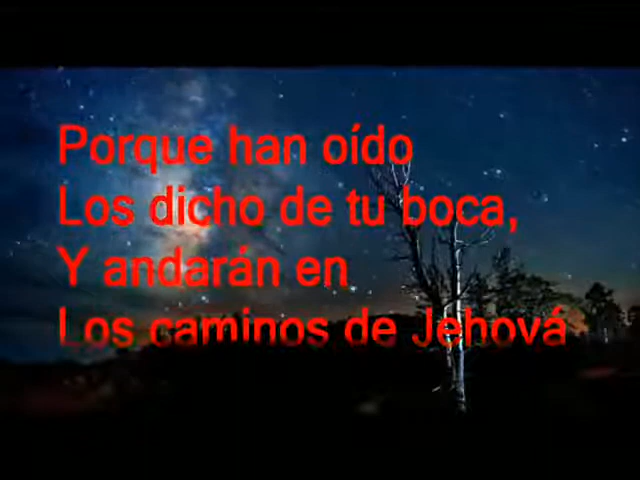 Porque han oído
Los dicho de tu boca,
Y andarán en
Los caminos de Jehová